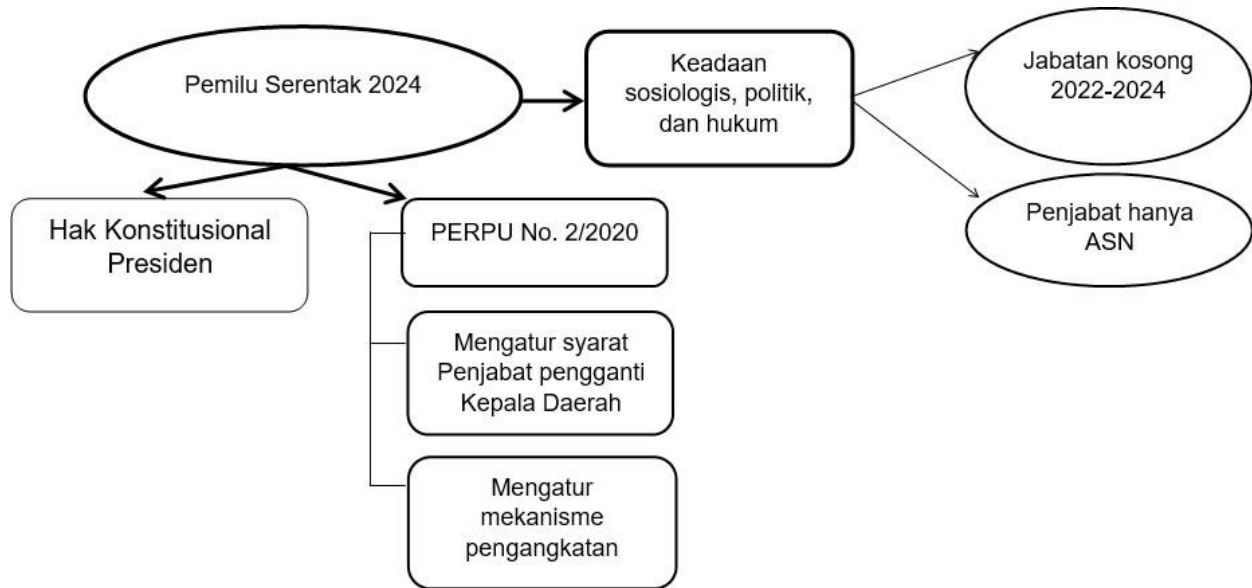 Pemilu Serentak 2024
Keadaan
sosiologis, politik,
dan hukum
Jabatan kosong
2022-2024
Penjabat hanya
ASN
Hak Konstitusional
Presiden
PERPU No. 2/2020
Mengatur syarat
Penjabat pengganti
Kepala Daerah
Mengatur
mekanisme
pengangkatan